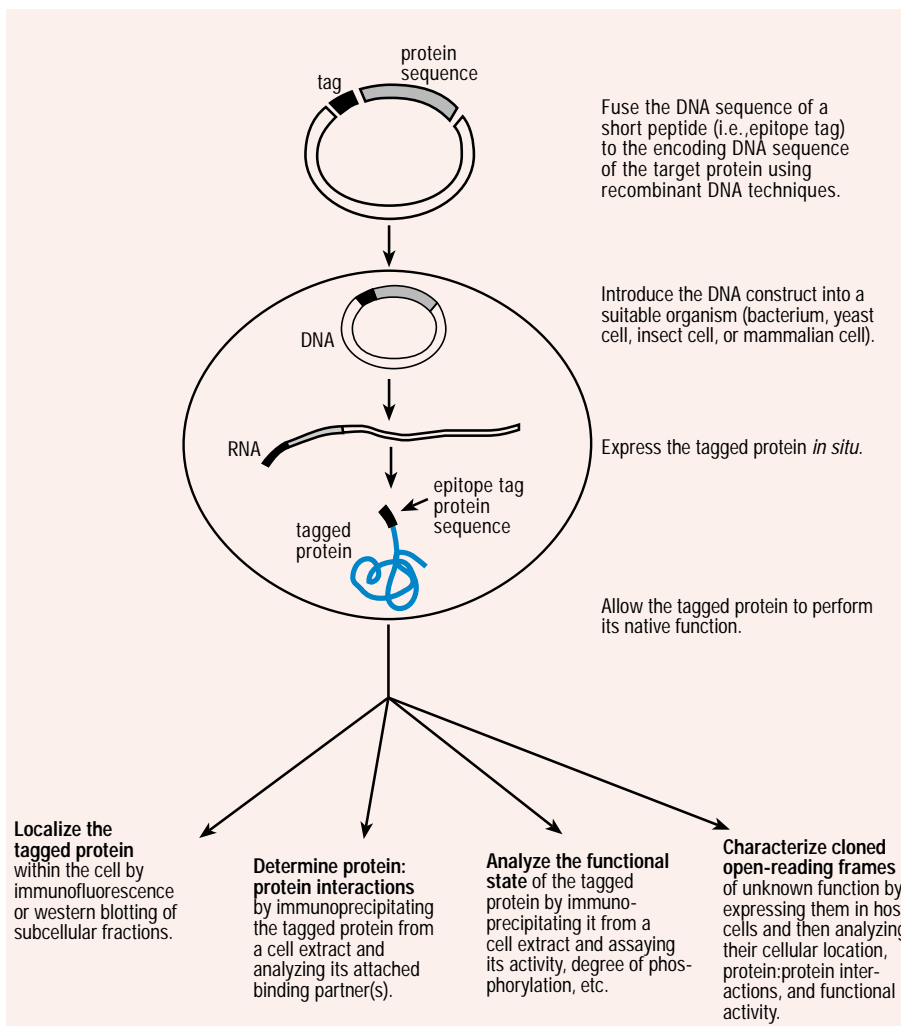 protein
sequence
tag
Fuse the DNA sequence of a
short peptide (i.e.,epitope tag)
to the encoding DNA sequence
of the target protein using
recombinant DNA techniques.
Introduce the DNA construct into a
suitable organism (bacterium, yeast
cell, insect cell, or mammalian cell).
DNA
RNA
Express the tagged protein in situ.
epitope tag
protein
sequence
tagged
protein
Allow the tagged protein to perform
its native function.
Localize the
tagged protein
within the cell by
immunofluorescence
or western blotting of
subcellular fractions.
Determine protein:
protein interactions
by immunoprecipitating
the tagged protein from
a cell extract and
analyzing its attached
binding partner(s).
Analyze the functional
state of the tagged
protein by immuno-
precipitating it from a
cell extract and assaying
its activity, degree of phos-
phorylation, etc.
Characterize cloned
open-reading frames
of unknown function by
expressing them in
cells and then
their cellular location,
protein:protein inter-
actions, and functional
activity.